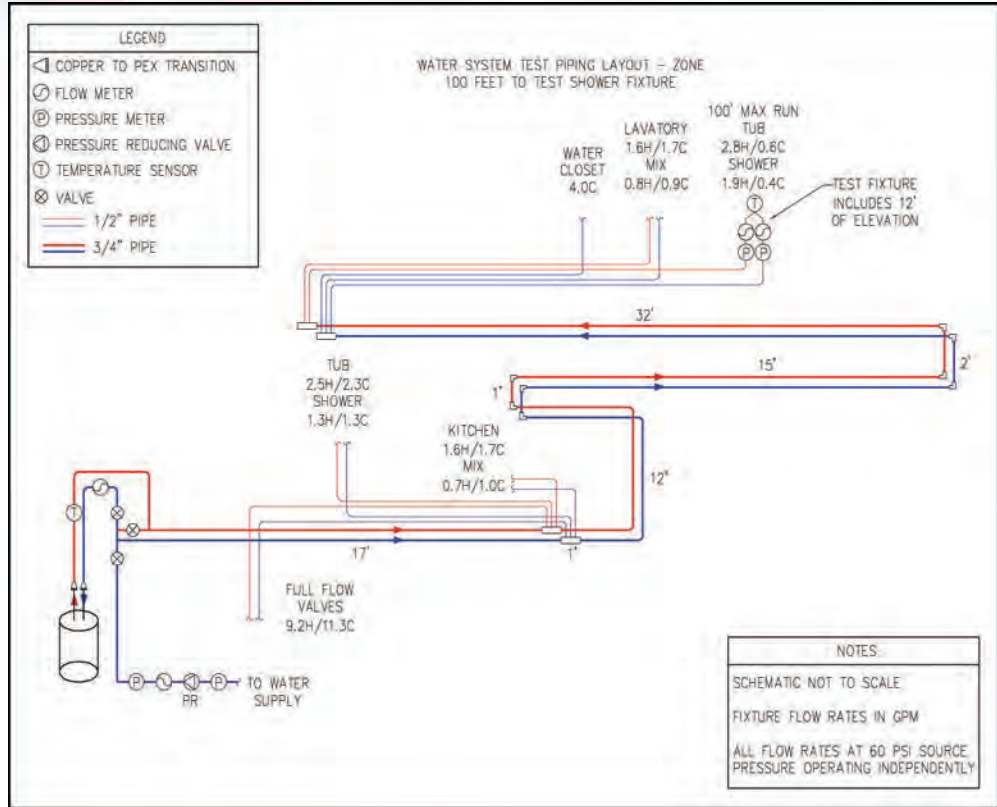 LEGEND
COPPER TO PEX TRANSITION
FLOW METER
P PRESSURE METER
PRESSURE REDUCING VALVE
T TEMPERATURE SENSOR
VALVE
1/2" PIPE
3/4" PIPE
WATER SYSTEM TEST PIPING LAYOUT - ZONE
100 FEET TO TEST SHOWER FIXTURE
WATER
CLOSET
4.0C
LAVATORY
1.6H/1.7C
MIX
0.8H/0.9C
100' MAX RUN
TUB
2.8H/0.6C
SHOWER
1.9H/0.4C
TEST FIXTURE
INCLUDES 12'
OF ELEVATION
T
P P
32'
15'
2'
1'
TUB
2.5H/2.3C
SHOWER
1.3H/1.3C
KITCHEN
1.6H/1.7C
MIX
0.7H/1.0C
12'
T
17'
1'
FULL FLOW
VALVES
9.2H/11.3C
P
P
PR
TO WATER
SUPPLY
NOTES
SCHEMATIC NOT TO SCALE
FIXTURE FLOW RATES IN GPM
ALL FLOW RATES AT 60 PSI SOURCE
PRESSURE OPERATING INDEPENDENTLY